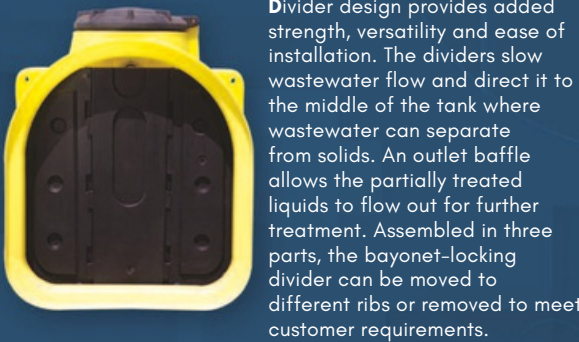 Divider design provides added
strength, versatility and ease of
installation. The dividers slow
wastewater flow and direct it to
the middle of the tank where
wastewater can separate
from solids. An outlet baffle
allows the partially treated
liquids to flow out for further
treatment. Assembled in three
parts, the bayonet-locking
divider can be moved to
different ribs or removed to meet
customer requirements.